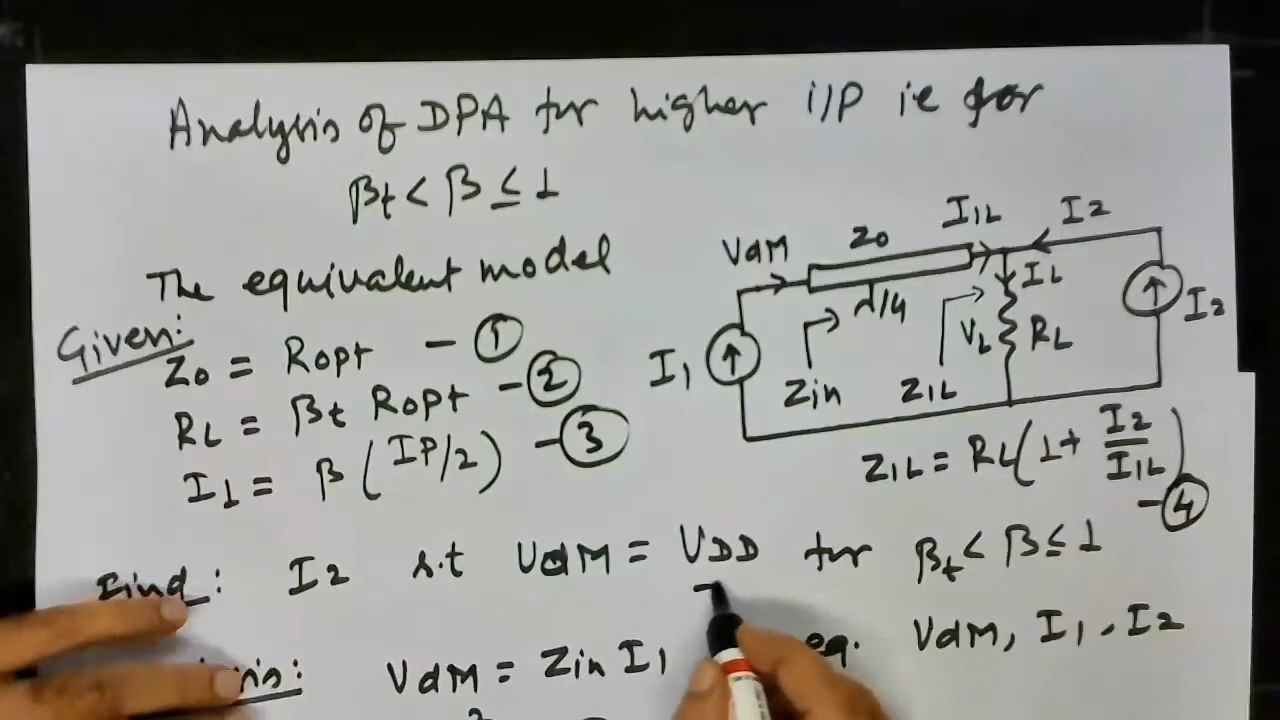 Analysis of DPA for higher i/P i.e for
βt < β ≤ 1
The equivalent model
Given:
Z0 = Ropt - ①
RL = βt Ropt - ②
I1 = β (IP/2) - ③
VdM
Z0
I1L
I2
λ/4
IL
I1
Zin
Z1L
VL
RL
I2
Z1L = RL(1 + I2/I1L) - ④
Find: I2 s.t VdM = VDD for βt < β ≤ 1
VdM = Zin I1
eq. VdM, I1, I2